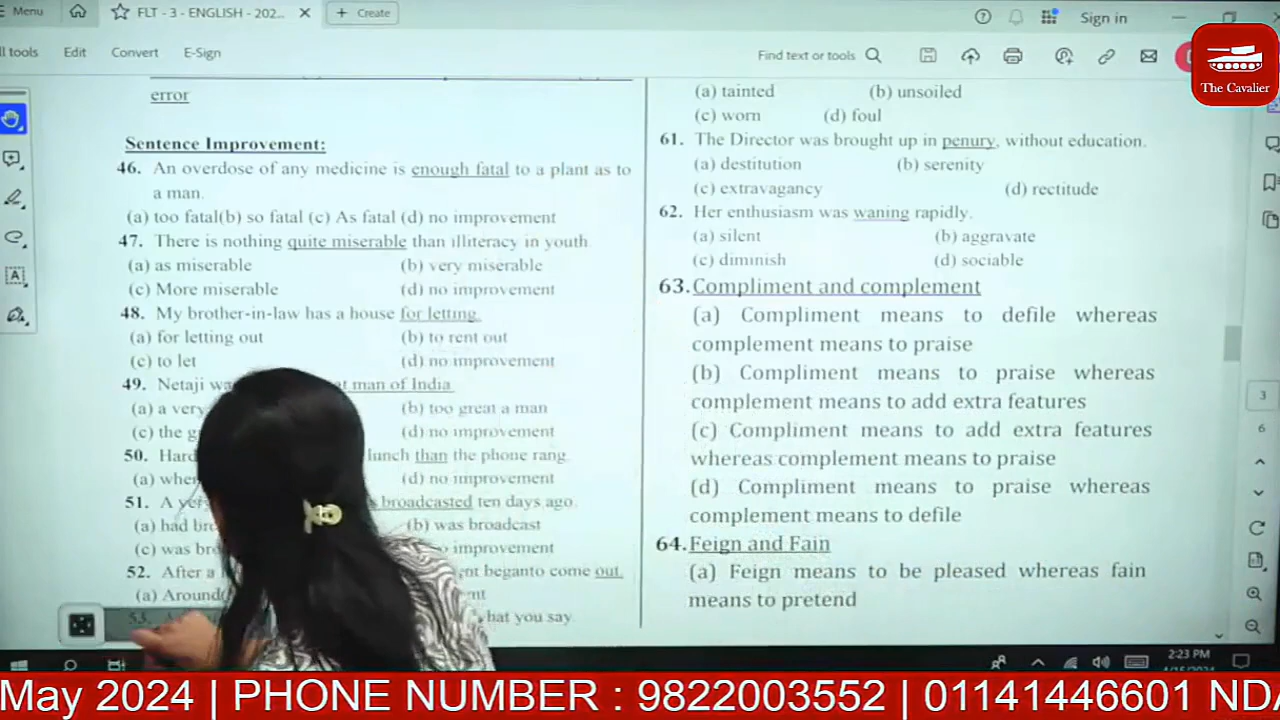 Menu
FLT - 3 - ENGLISH - 202...
Create
Sign in
ll tools
Edit
Convert
E-Sign
Find text or tools
The Cavalier
error
Sentence Improvement:
46. An overdose of any medicine is enough fatal to a plant as to
a man.
(a) too fatal(b) so fatal (c) As fatal (d) no improvement
47. There is nothing quite miserable than illiteracy in youth
(a) as miserable (b) very miserable
(c) More miserable (d) no improvement
48. My brother-in-law has a house for letting.
(a) for letting out (b) to rent out
(c) to let (d) no improvement
49. Netaji man of India
(a) a very (b) too great a man
(c) the (d) no improvement
50. lunch than the phone rang.
(a) (d) no improvement
51. A broadcasted ten days ago.
(a) had (b) was broadcast
(c) was improvement
52. After a to come out.
(a) Around
53. what you say
(a) tainted (b) unsoiled
(c) worn (d) foul
61. The Director was brought up in penury, without education.
(a) destitution (b) serenity
(c) extravagancy (d) rectitude
62. Her enthusiasm was waning rapidly.
(a) silent (b) aggravate
(c) diminish (d) sociable
63. Compliment and complement
(a) Compliment means to defile whereas
complement means to praise
(b) Compliment means to praise whereas
complement means to add extra features
(c) Compliment means to add extra features
whereas complement means to praise
(d) Compliment means to praise whereas
complement means to defile
64. Feign and Fain
(a) Feign means to be pleased whereas fain
means to pretend
3
6
2:23 PM
May 2024 | PHONE NUMBER : 9822003552 | 01141446601 NDA